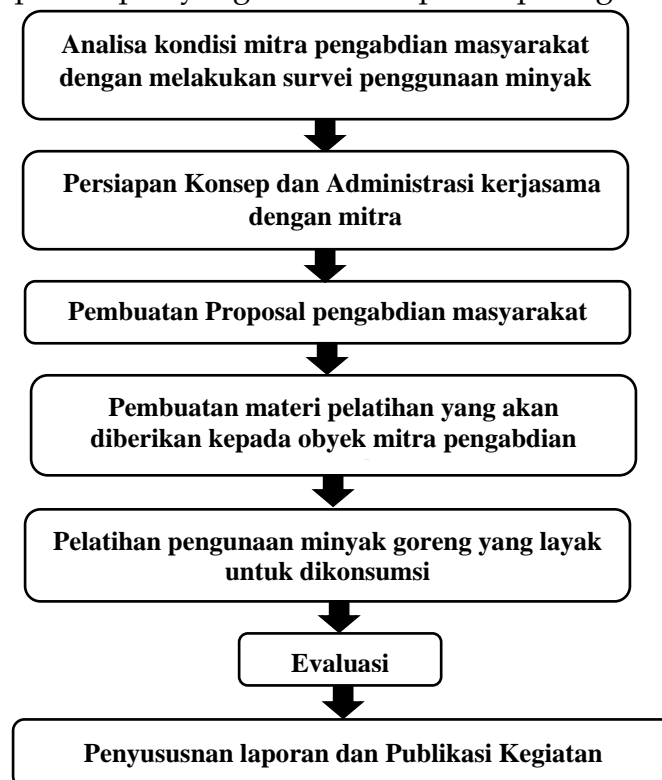 Analisa kondisi mitra pengabdian masyarakat
dengan melakukan survei penggunaan minyak
Persiapan Konsep dan Administrasi kerjasama
dengan mitra
Pembuatan Proposal pengabdian masyarakat
Pembuatan materi pelatihan yang akan
diberikan kepada obyek mitra pengabdian
Pelatihan pengunaan minyak goreng yang layak
untuk dikonsumsi
Evaluasi
Penyususnan laporan dan Publikasi Kegiatan